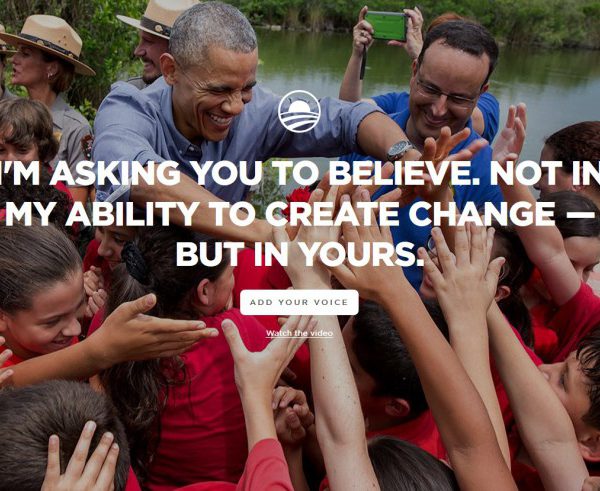 I'M ASKING YOU TO BELIEVE. NOT IN
MY ABILITY TO CREATE CHANGE —
BUT IN YOURS.
ADD YOUR VOICE
Watch the video